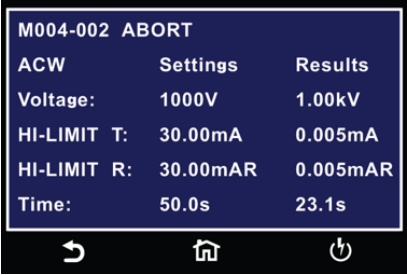 M004-002 ABORT
ACW Settings Results
Voltage: 1000V 1.00kV
HI-LIMIT T: 30.00mA 0.005mA
HI-LIMIT R: 30.00mAR 0.005mAR
Time: 50.0s 23.1s